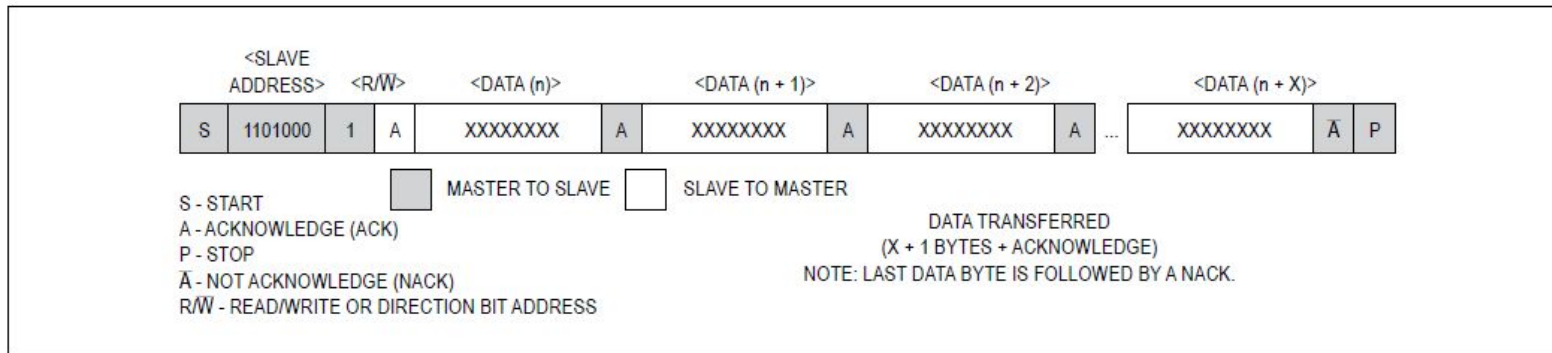 <SLAVE
ADDRESS> <R/W̅> <DATA (n)> <DATA (n + 1)> <DATA (n + 2)> <DATA (n + X)>
S 1101000 1 A XXXXXXXX A XXXXXXXX A XXXXXXXX A ... XXXXXXXX A̅ P
MASTER TO SLAVE SLAVE TO MASTER
S - START
A - ACKNOWLEDGE (ACK)
P - STOP
A̅ - NOT ACKNOWLEDGE (NACK)
R/W̅ - READ/WRITE OR DIRECTION BIT ADDRESS
DATA TRANSFERRED
(X + 1 BYTES + ACKNOWLEDGE)
NOTE: LAST DATA BYTE IS FOLLOWED BY A NACK.